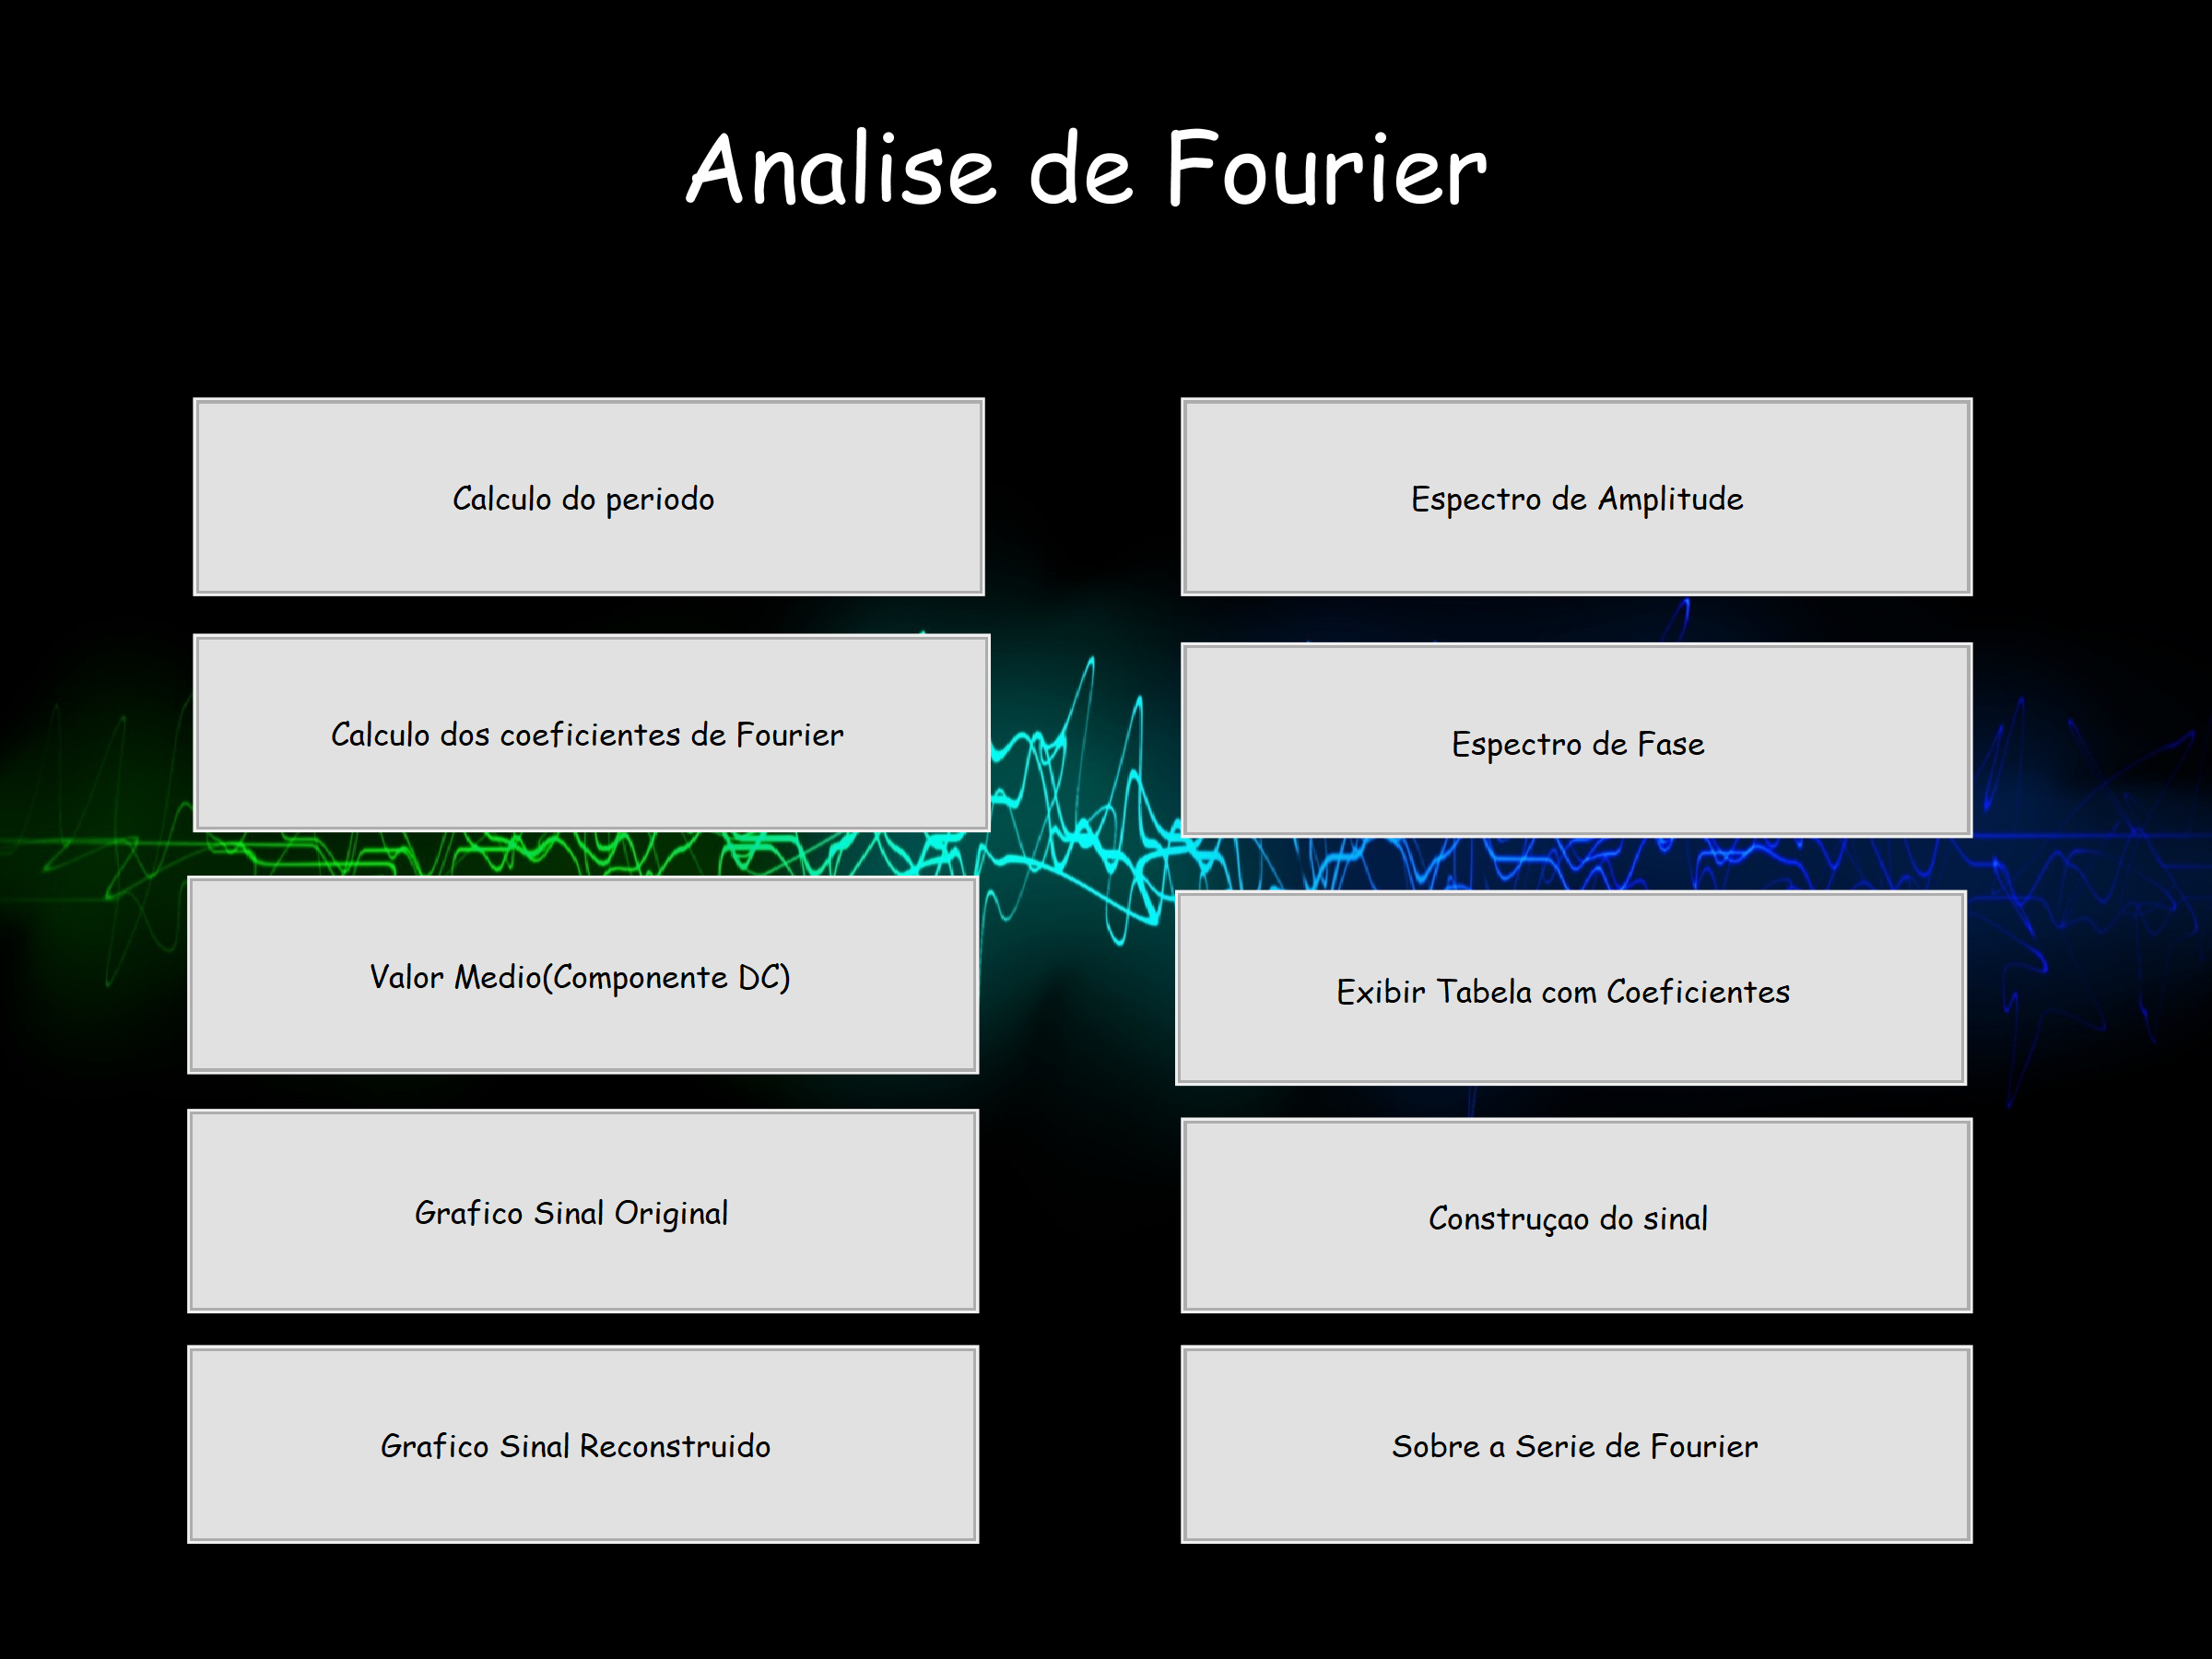 Analise de Fourier
Calculo do periodo
Calculo dos coeficientes de Fourier
Valor Medio(Componente DC)
Grafico Sinal Original
Grafico Sinal Reconstruido
Espectro de Amplitude
Espectro de Fase
Exibir Tabela com Coeficientes
Construçao do sinal
Sobre a Serie de Fourier